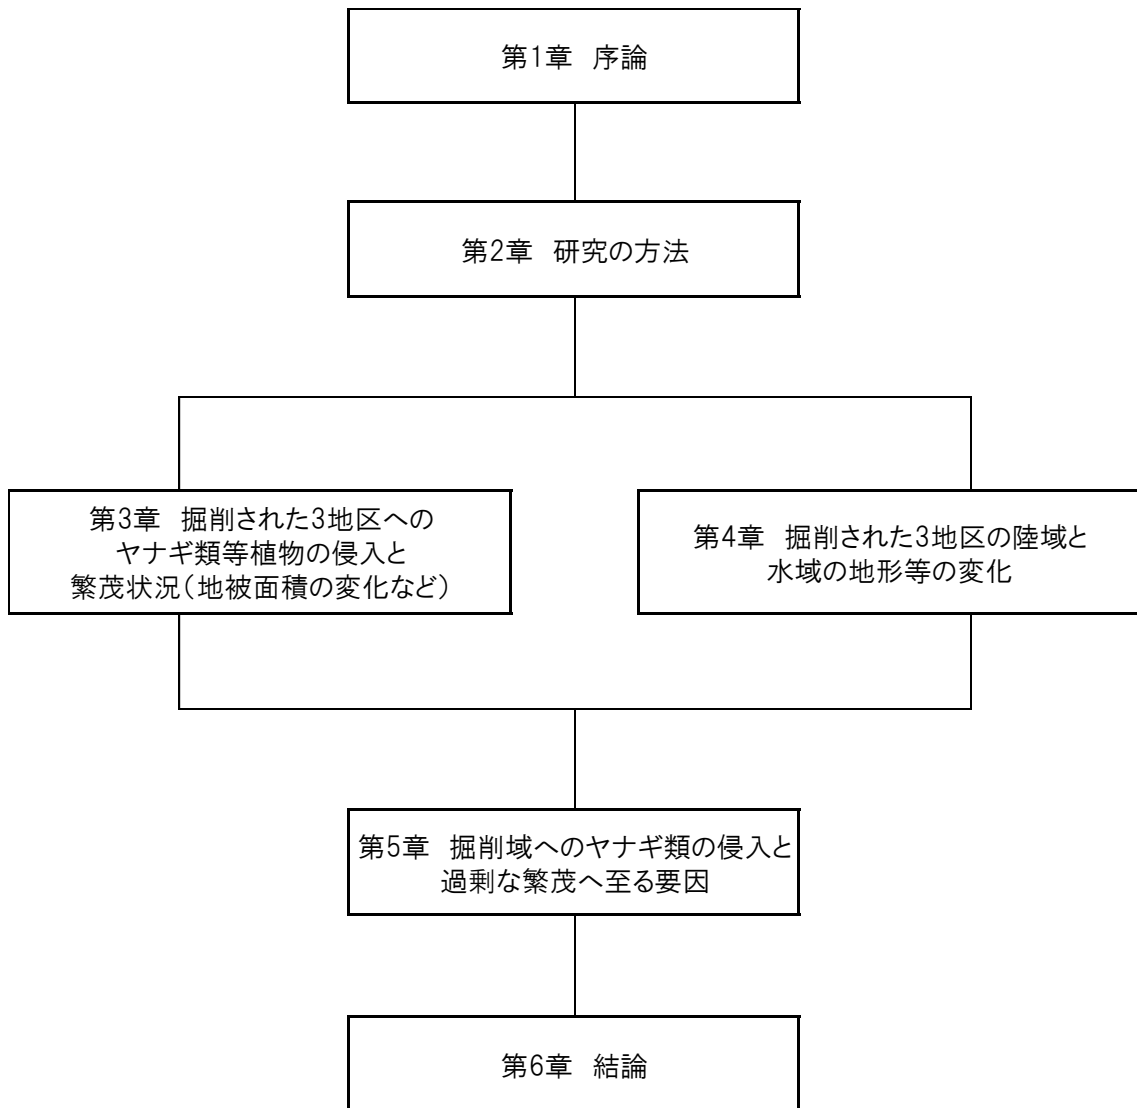 第1章 序論
第2章 研究の方法
第3章 掘削された3地区への
ヤナギ類等植物の侵入と
繁茂状況(地被面積の変化など)
第4章 掘削された3地区の陸域と
水域の地形等の変化
第5章 掘削域へのヤナギ類の侵入と
過剰な繁茂へ至る要因
第6章 結論